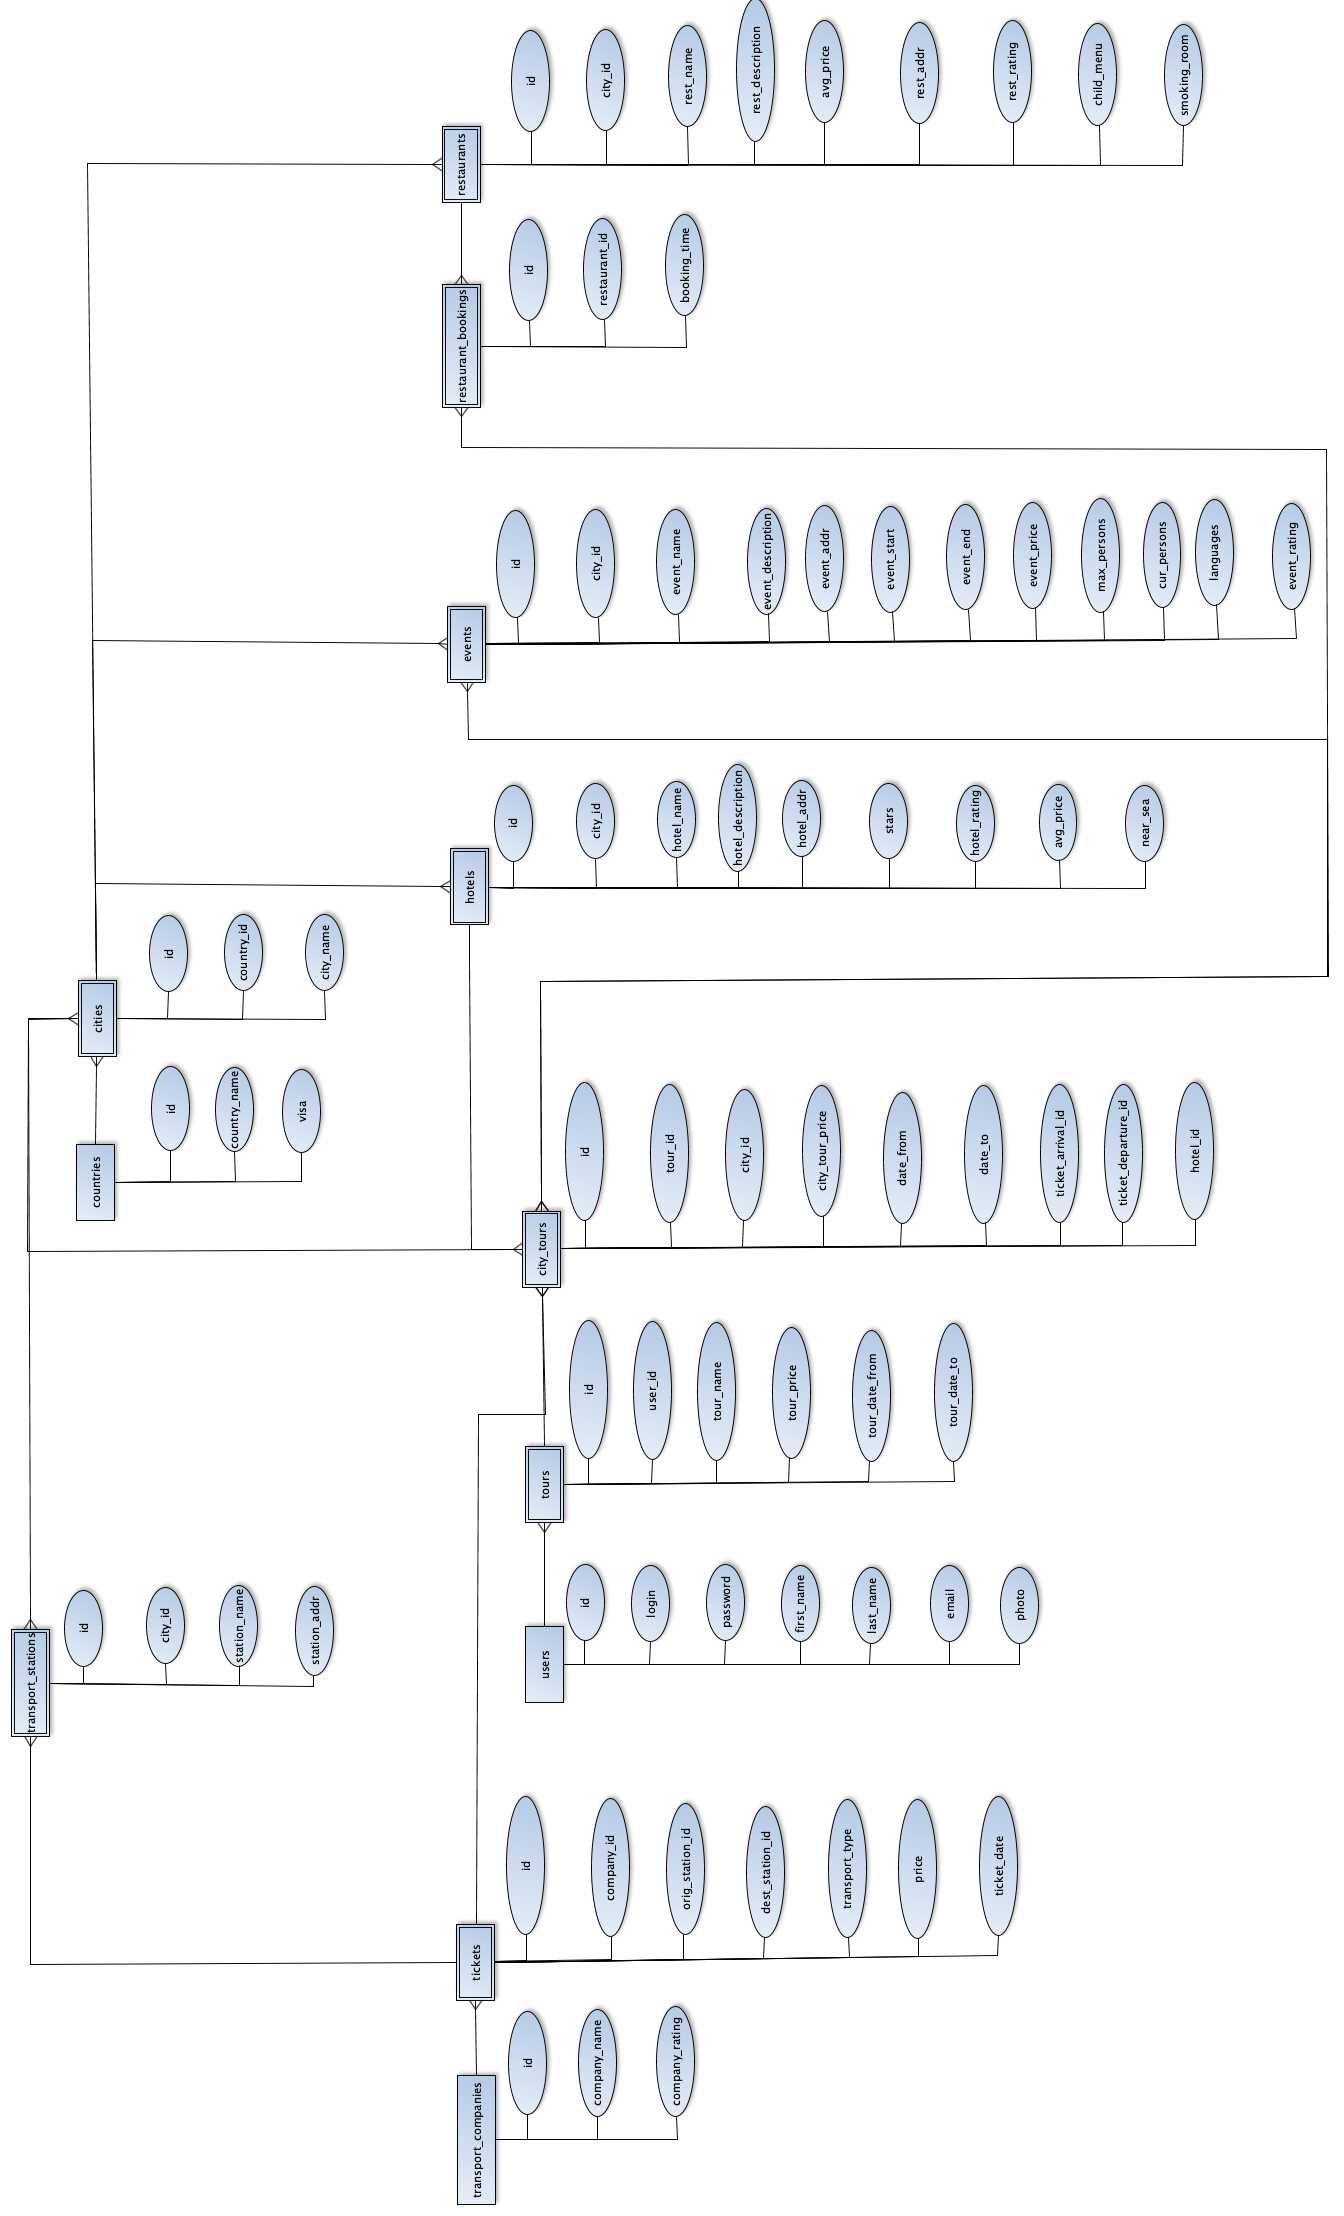 transport_companies
id
company_name
company_rating
tickets
id
company_id
orig_station_id
dest_station_id
transport_type
price
ticket_date
transport_stations
id
city_id
station_name
station_addr
users
id
login
password
first_name
last_name
email
photo
tours
id
user_id
tour_name
tour_price
tour_date_from
tour_date_to
city_tours
id
tour_id
city_id
city_tour_price
date_from
date_to
ticket_arrival_id
ticket_departure_id
hotel_id
countries
id
country_name
visa
cities
id
country_id
city_name
hotels
id
city_id
hotel_name
hotel_description
hotel_addr
stars
hotel_rating
avg_price
near_sea
events
id
city_id
event_name
event_description
event_addr
event_start
event_end
event_price
max_persons
cur_persons
languages
event_rating
restaurant_bookings
id
restaurant_id
booking_time
restaurants
id
city_id
rest_name
rest_description
avg_price
rest_addr
rest_rating
child_menu
smoking_room